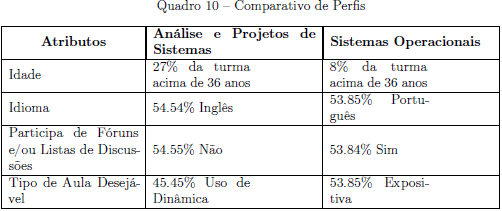 Quadro 10 – Comparativo de Perfis
Atributos
Análise e Projetos de
Sistemas
Sistemas Operacionais
Idade
27% da turma
acima de 36 anos
8% da turma
acima de 36 anos
Idioma
54.54% Inglês
53.85% Portu-
guês
Participa de Fóruns
e/ou Listas de Discus-
sões
54.55% Não
53.84% Sim
Tipo de Aula Desejá-
vel
45.45% Uso de
Dinâmica
53.85% Exposi-
tiva